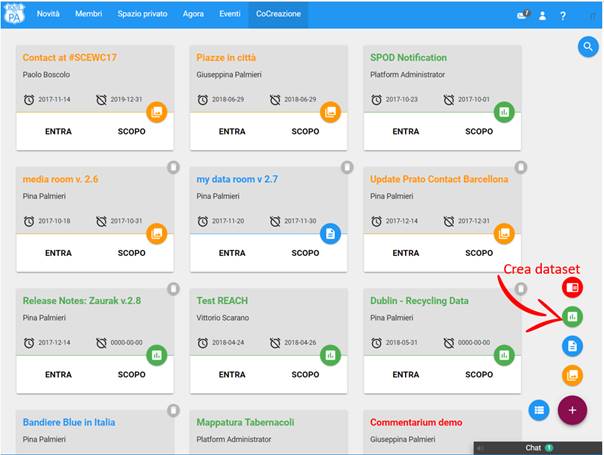 PA
Novità Membri Spazio privato Agora Eventi CoCreazione 7 ? IT
Contact at #SCEWC17
Paolo Boscolo
2017-11-14 2019-12-31
ENTRA SCOPO
Piazze in città
Giuseppina Palmieri
2018-06-29 2018-06-29
ENTRA SCOPO
SPOD Notification
Platform Administrator
2017-10-23 2017-10-01
ENTRA SCOPO
media room v. 2.6
Pina Palmieri
2017-10-18 2017-10-31
ENTRA SCOPO
my data room v 2.7
Pina Palmieri
2017-11-20 2017-11-30
ENTRA SCOPO
Update Prato Contact Barcellona
Pina Palmieri
2017-12-14 2017-12-31
ENTRA SCOPO
Crea dataset
Release Notes: Zaurak v.2.8
Pina Palmieri
2017-12-14 0000-00-00
ENTRA SCOPO
Test REACH
Vittorio Scarano
2018-04-24 2018-04-26
ENTRA SCOPO
Dublin - Recycling Data
Pina Palmieri
2018-05-31 0000-00-00
ENTRA SCOPO
Bandiere Blue in Italia
Pina Palmieri
Mappatura Tabernacoli
Platform Administrator
Commentarium demo
Giuseppina Palmieri
Chat 1